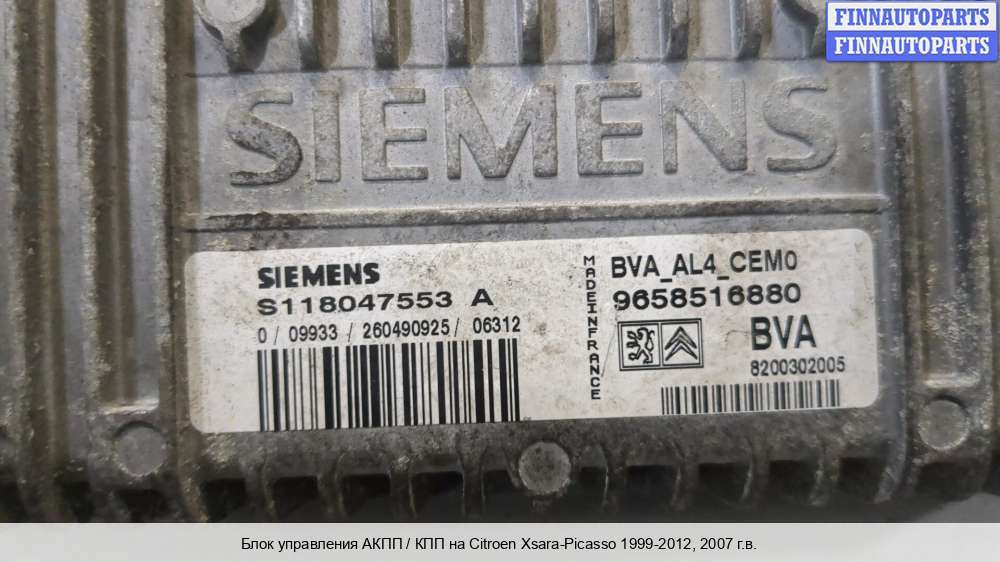 FINNAUTOPARTS
FINNAUTOPARTS
SIEMENS
SIEMENS
S118047553 A
0 / 09933 / 260490925 / 06312
MADEINFRANCE
BVA_AL4_CEM0
9658516880
BVA
8200302005
Блок управления АКПП / КПП на Citroen Xsara-Picasso 1999-2012, 2007 г.в.